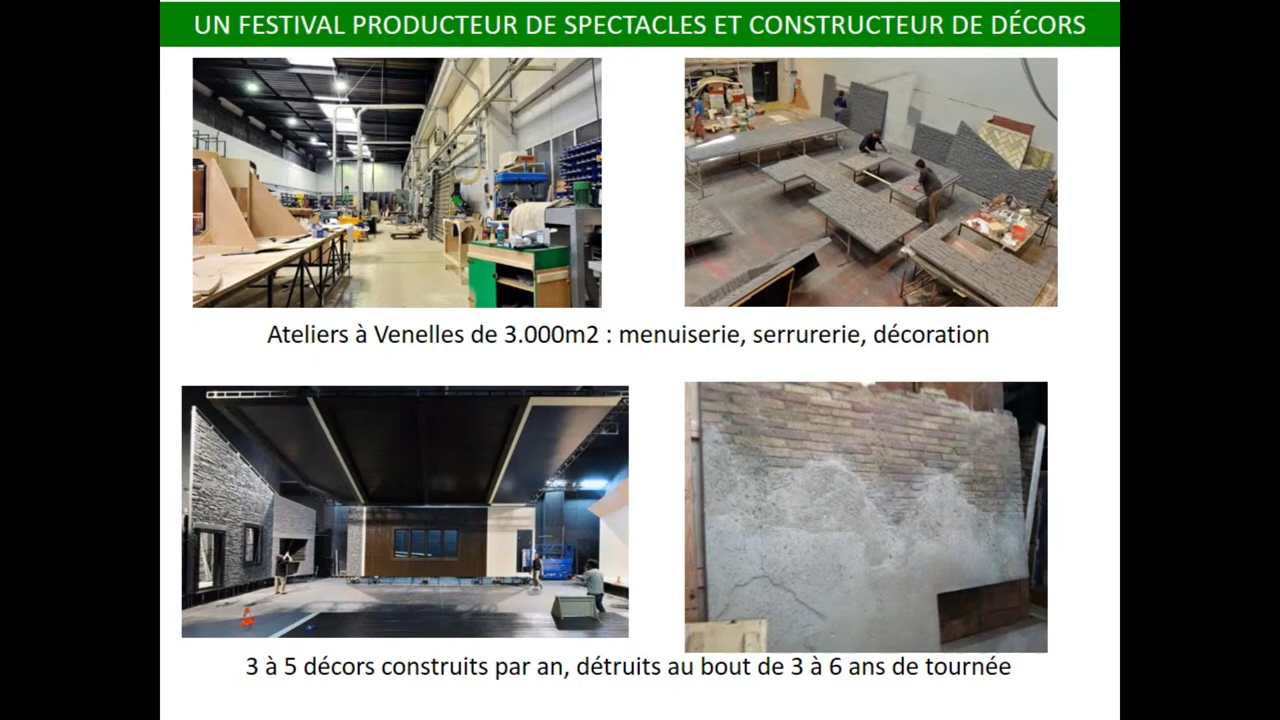 UN FESTIVAL PRODUCTEUR DE SPECTACLES ET CONSTRUCTEUR DE DÉCORS
Ateliers à Venelles de 3.000m2 : menuiserie, serrurerie, décoration
3 à 5 décors construits par an, détruits au bout de 3 à 6 ans de tournée